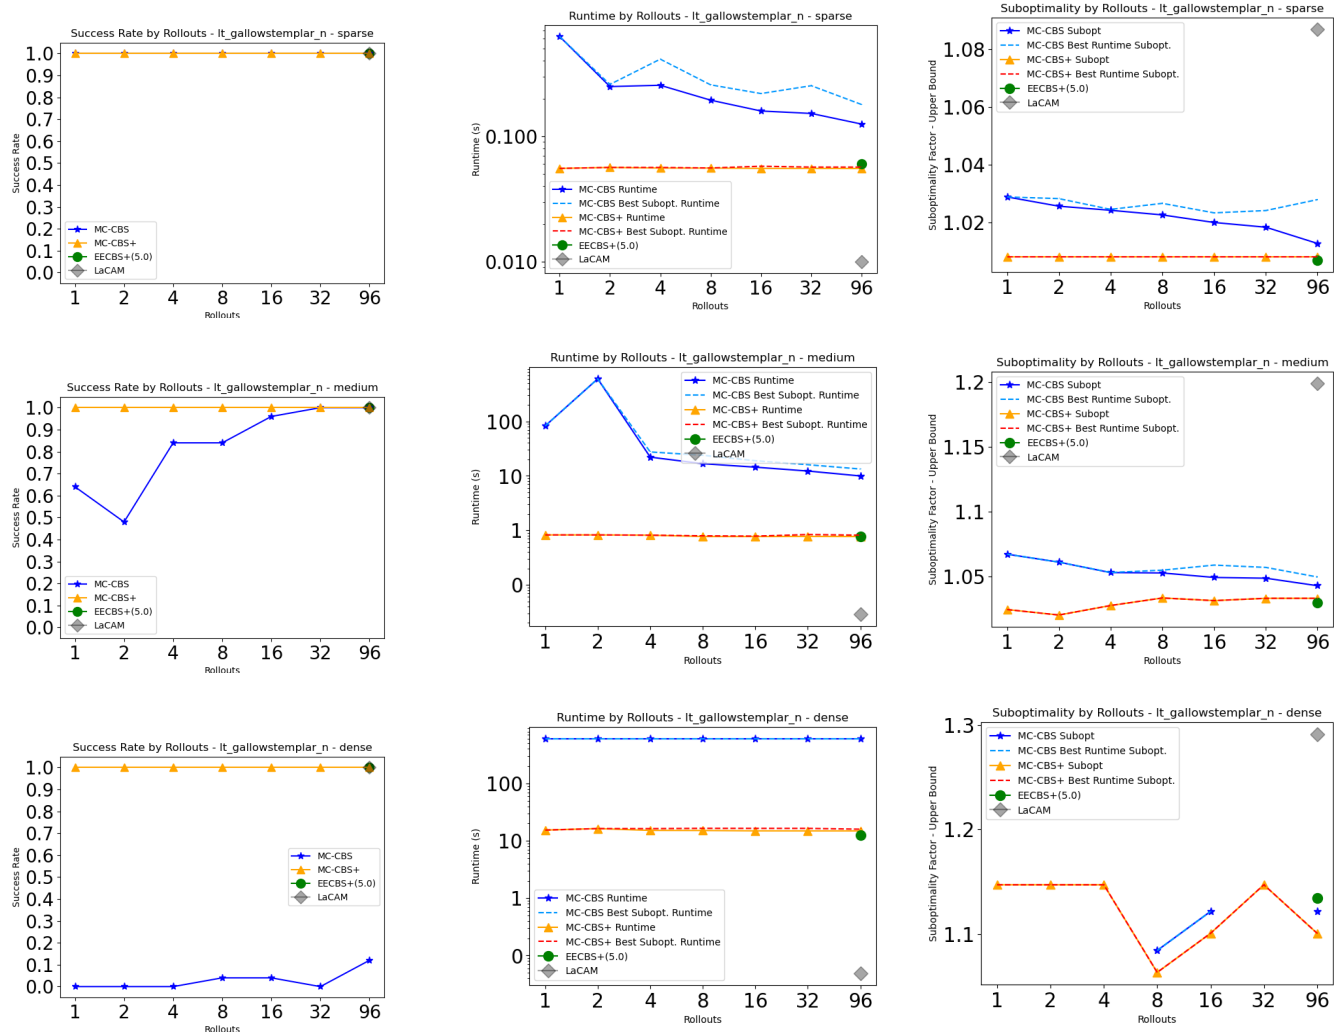 Success Rate by Rollouts - lt_gallowstemplar_n - sparse
Success Rate
1.0
0.9
0.8
0.7
0.6
0.5
0.4
0.3
0.2
0.1
0.0
MC-CBS
MC-CBS+
EECBS+(5.0)
LaCAM
1 2 4 8 16 32 96
Rollouts
Runtime by Rollouts - lt_gallowstemplar_n - sparse
Runtime (s)
0.100
0.010
MC-CBS Runtime
MC-CBS Best Subopt. Runtime
MC-CBS+ Runtime
MC-CBS+ Best Subopt. Runtime
EECBS+(5.0)
LaCAM
1 2 4 8 16 32 96
Rollouts
Suboptimality by Rollouts - lt_gallowstemplar_n - sparse
Suboptimality Factor - Upper Bound
1.08
1.06
1.04
1.02
MC-CBS Subopt
MC-CBS Best Runtime Subopt.
MC-CBS+ Subopt
MC-CBS+ Best Runtime Subopt.
EECBS+(5.0)
LaCAM
1 2 4 8 16 32 96
Rollouts
Success Rate by Rollouts - lt_gallowstemplar_n - medium
Success Rate
1.0
0.9
0.8
0.7
0.6
0.5
0.4
0.3
0.2
0.1
0.0
MC-CBS
MC-CBS+
EECBS+(5.0)
LaCAM
1 2 4 8 16 32 96
Rollouts
Runtime by Rollouts - lt_gallowstemplar_n - medium
Runtime (s)
100
10
1
0
MC-CBS Runtime
MC-CBS Best Subopt. Runtime
MC-CBS+ Runtime
MC-CBS+ Best Subopt. Runtime
EECBS+(5.0)
LaCAM
1 2 4 8 16 32 96
Rollouts
Suboptimality by Rollouts - lt_gallowstemplar_n - medium
Suboptimality Factor - Upper Bound
1.2
1.15
1.1
1.05
MC-CBS Subopt
MC-CBS Best Runtime Subopt.
MC-CBS+ Subopt
MC-CBS+ Best Runtime Subopt.
EECBS+(5.0)
LaCAM
1 2 4 8 16 32 96
Rollouts
Success Rate by Rollouts - lt_gallowstemplar_n - dense
Success Rate
1.0
0.9
0.8
0.7
0.6
0.5
0.4
0.3
0.2
0.1
0.0
MC-CBS
MC-CBS+
EECBS+(5.0)
LaCAM
1 2 4 8 16 32 96
Rollouts
Runtime by Rollouts - lt_gallowstemplar_n - dense
Runtime (s)
100
10
1
0
MC-CBS Runtime
MC-CBS Best Subopt. Runtime
MC-CBS+ Runtime
MC-CBS+ Best Subopt. Runtime
EECBS+(5.0)
LaCAM
1 2 4 8 16 32 96
Rollouts
Suboptimality by Rollouts - lt_gallowstemplar_n - dense
Suboptimality Factor - Upper Bound
1.3
1.2
1.1
MC-CBS Subopt
MC-CBS Best Runtime Subopt.
MC-CBS+ Subopt
MC-CBS+ Best Runtime Subopt.
EECBS+(5.0)
LaCAM
1 2 4 8 16 32 96
Rollouts